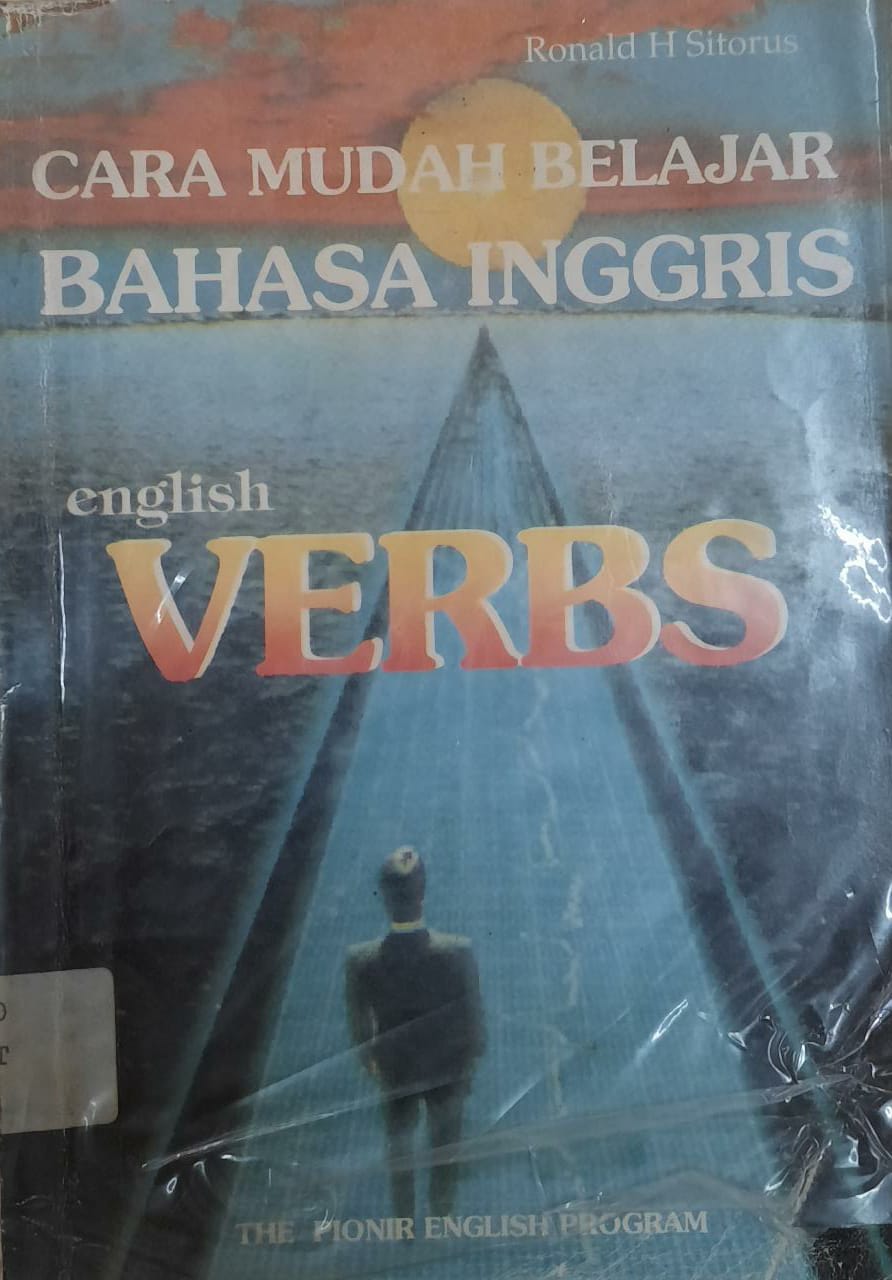 Ronald H Sitorus
CARA MUDAH BELAJAR
BAHASA INGGRIS
english
VERBS
THE PIONIR ENGLISH PROGRAM